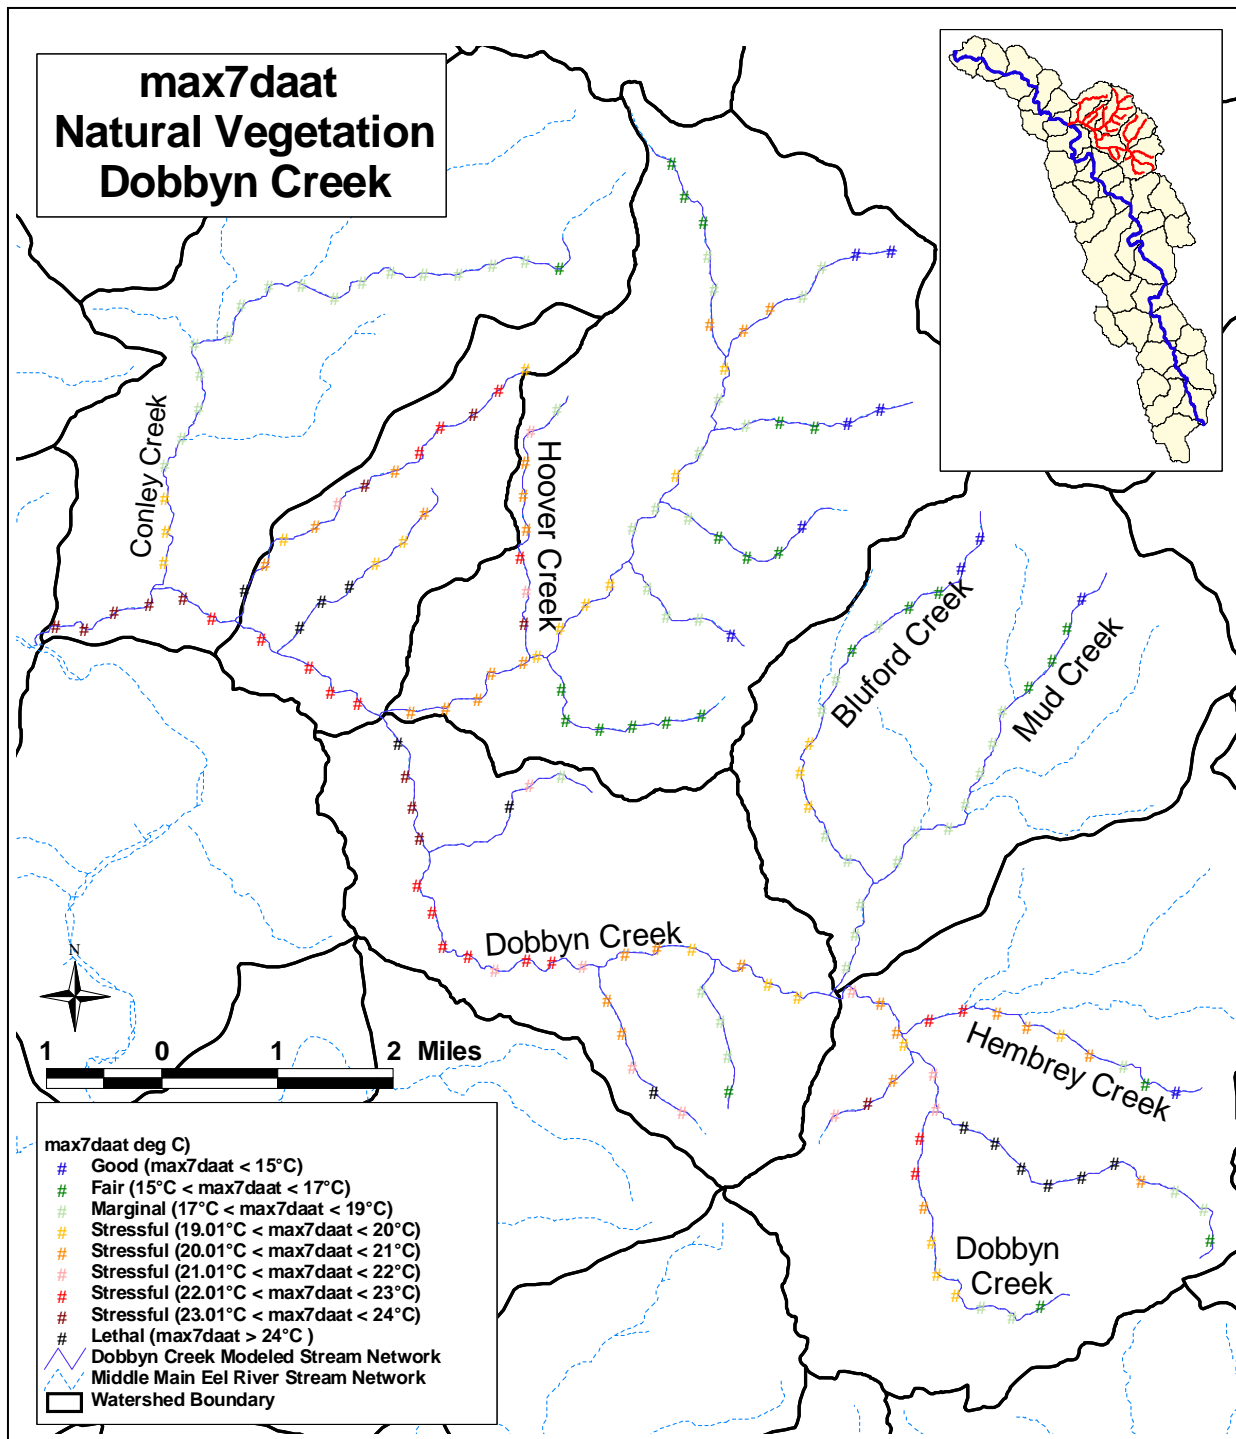 max7daat
Natural Vegetation
Dobbyn Creek
Conley Creek
Hoover Creek
Bluford Creek
Mud Creek
Dobbyn Creek
Hembrey Creek
Dobbyn
Creek
N
1 0 1 2 Miles
max7daat deg C)
# Good (max7daat < 15°C)
# Fair (15°C < max7daat < 17°C)
# Marginal (17°C < max7daat < 19°C)
# Stressful (19.01°C < max7daat < 20°C)
# Stressful (20.01°C < max7daat < 21°C)
# Stressful (21.01°C < max7daat < 22°C)
# Stressful (22.01°C < max7daat < 23°C)
# Stressful (23.01°C < max7daat < 24°C)
# Lethal (max7daat > 24°C )
Dobbyn Creek Modeled Stream Network
Middle Main Eel River Stream Network
Watershed Boundary